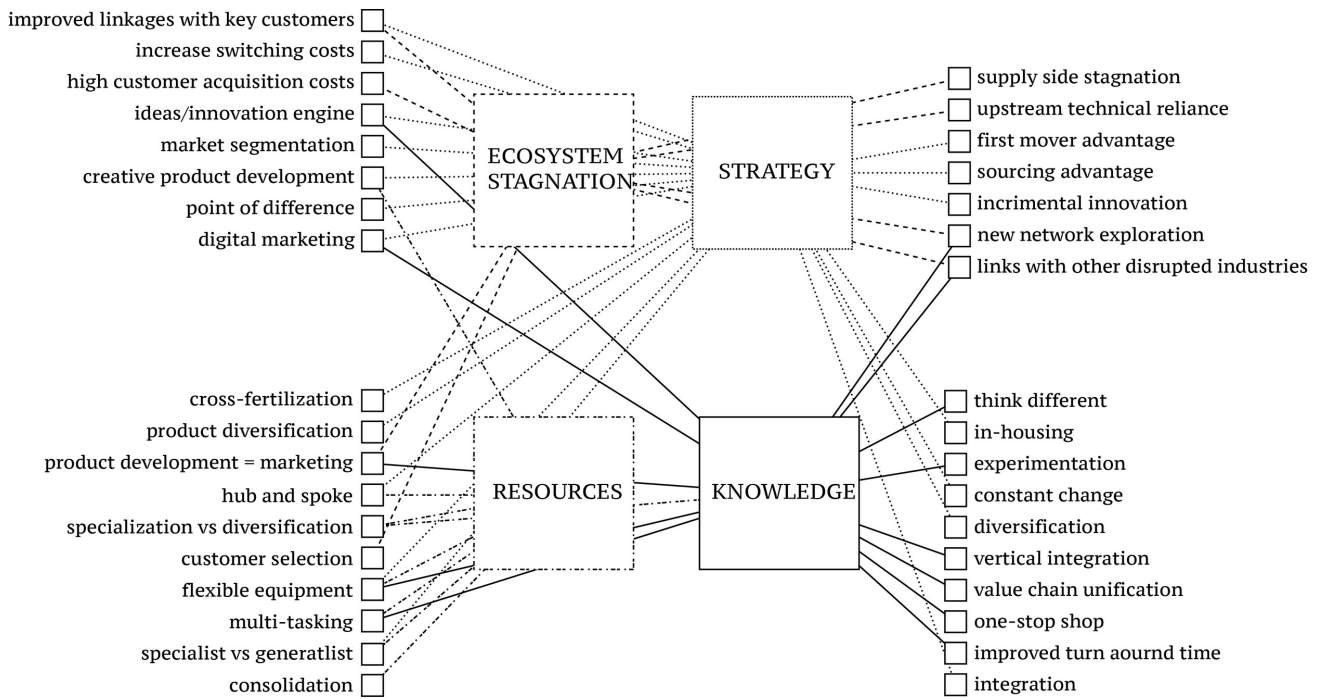 improved linkages with key customers
increase switching costs
high customer acquisition costs
ideas/innovation engine
market segmentation
creative product development
point of difference
digital marketing
ECOSYSTEM
STAGNATION
STRATEGY
supply side stagnation
upstream technical reliance
first mover advantage
sourcing advantage
incrimental innovation
new network exploration
links with other disrupted industries
cross-fertilization
product diversification
product development = marketing
hub and spoke
specialization vs diversification
customer selection
flexible equipment
multi-tasking
specialist vs generatlist
consolidation
RESOURCES
KNOWLEDGE
think different
in-housing
experimentation
constant change
diversification
vertical integration
value chain unification
one-stop shop
improved turn aournd time
integration